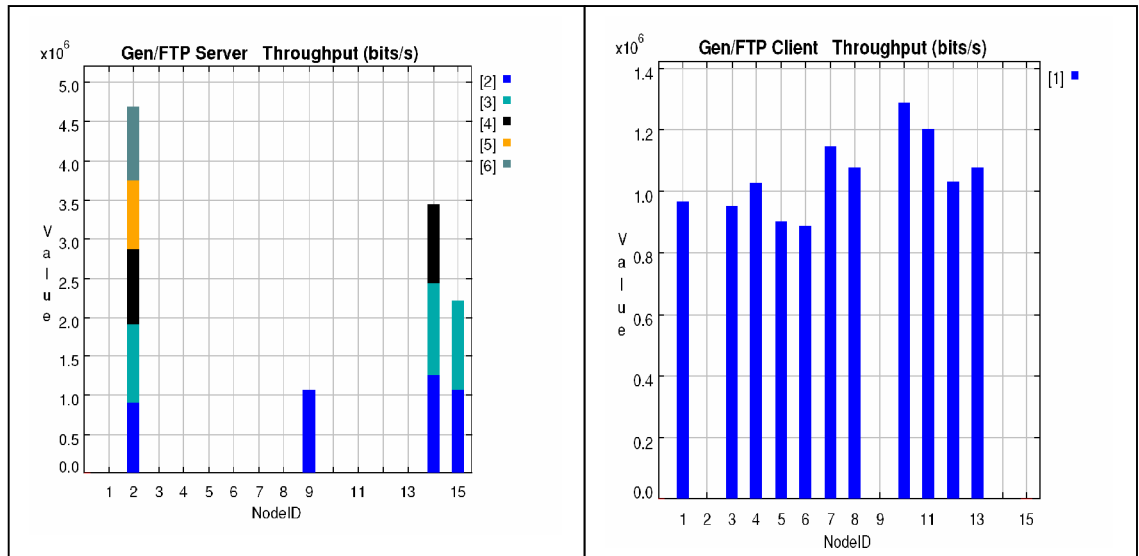 x10⁶
Gen/FTP Server Throughput (bits/s)
5.0
4.5
4.0
3.5
3.0
2.5
2.0
1.5
1.0
0.5
0.0
Value
[2]
[3]
[4]
[5]
[6]
1 2 3 4 5 6 7 8 9 11 13 15
NodeID
x10⁶
Gen/FTP Client Throughput (bits/s)
1.4
1.2
1.0
0.8
0.6
0.4
0.2
0.0
Value
[1]
1 2 3 4 5 6 7 8 9 11 13 15
NodeID